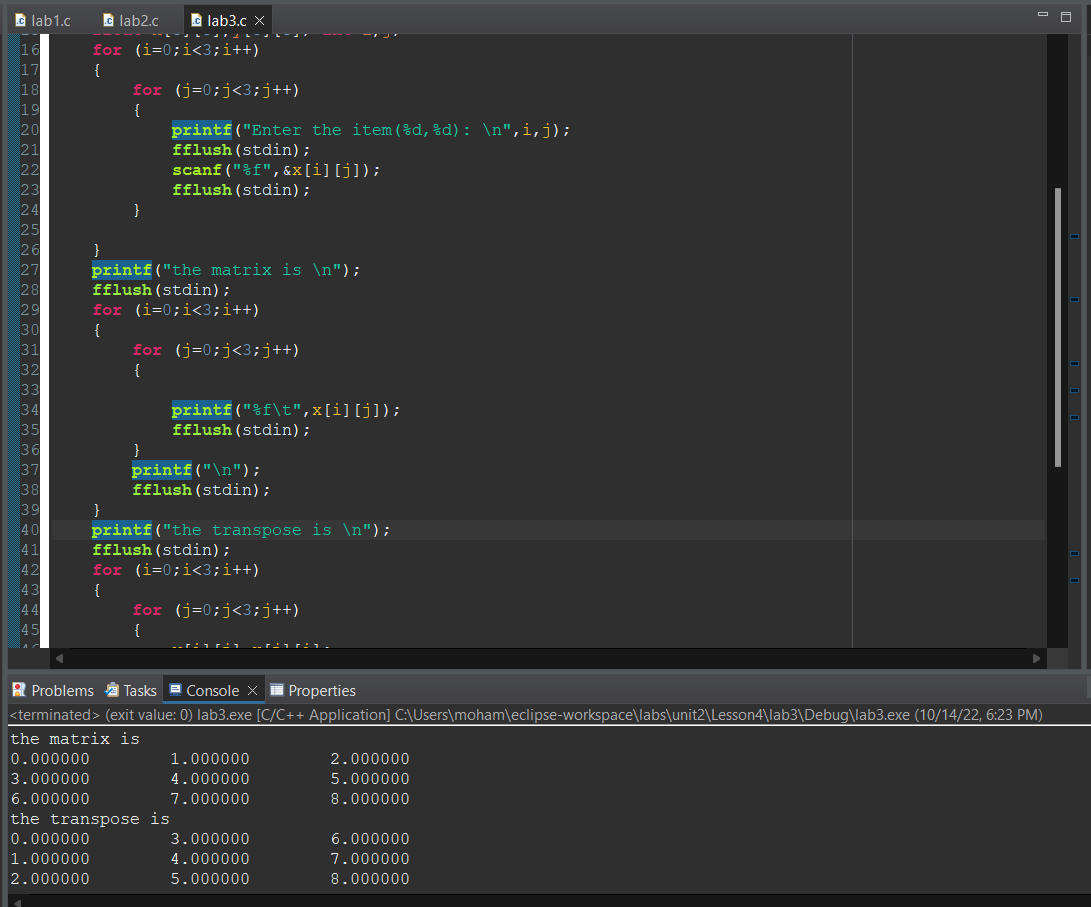 lab1.c lab2.c lab3.c
16 for (i=0;i<3;i++)
17 {
18 for (j=0;j<3;j++)
19 {
20 printf("Enter the item(%d,%d): \n",i,j);
21 fflush(stdin);
22 scanf("%f",&x[i][j]);
23 fflush(stdin);
24 }
25
26 }
27 printf("the matrix is \n");
28 fflush(stdin);
29 for (i=0;i<3;i++)
30 {
31 for (j=0;j<3;j++)
32 {
33
34 printf("%f\t",x[i][j]);
35 fflush(stdin);
36 }
37 printf("\n");
38 fflush(stdin);
39 }
40 printf("the transpose is \n");
41 fflush(stdin);
42 for (i=0;i<3;i++)
43 {
44 for (j=0;j<3;j++)
45 {
Problems Tasks Console Properties
<terminated> (exit value: 0) lab3.exe [C/C++ Application] C:\Users\moham\eclipse-workspace\labs\unit2\Lesson4\lab3\Debug\lab3.exe (10/14/22, 6:23 PM)
the matrix is
0.000000 1.000000 2.000000
3.000000 4.000000 5.000000
6.000000 7.000000 8.000000
the transpose is
0.000000 3.000000 6.000000
1.000000 4.000000 7.000000
2.000000 5.000000 8.000000